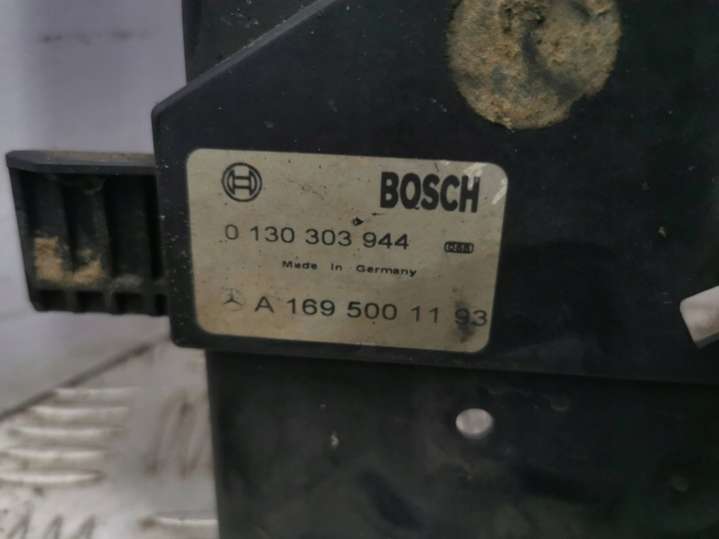 BOSCH
0 130 303 944
Made in Germany
A 169 500 11 93